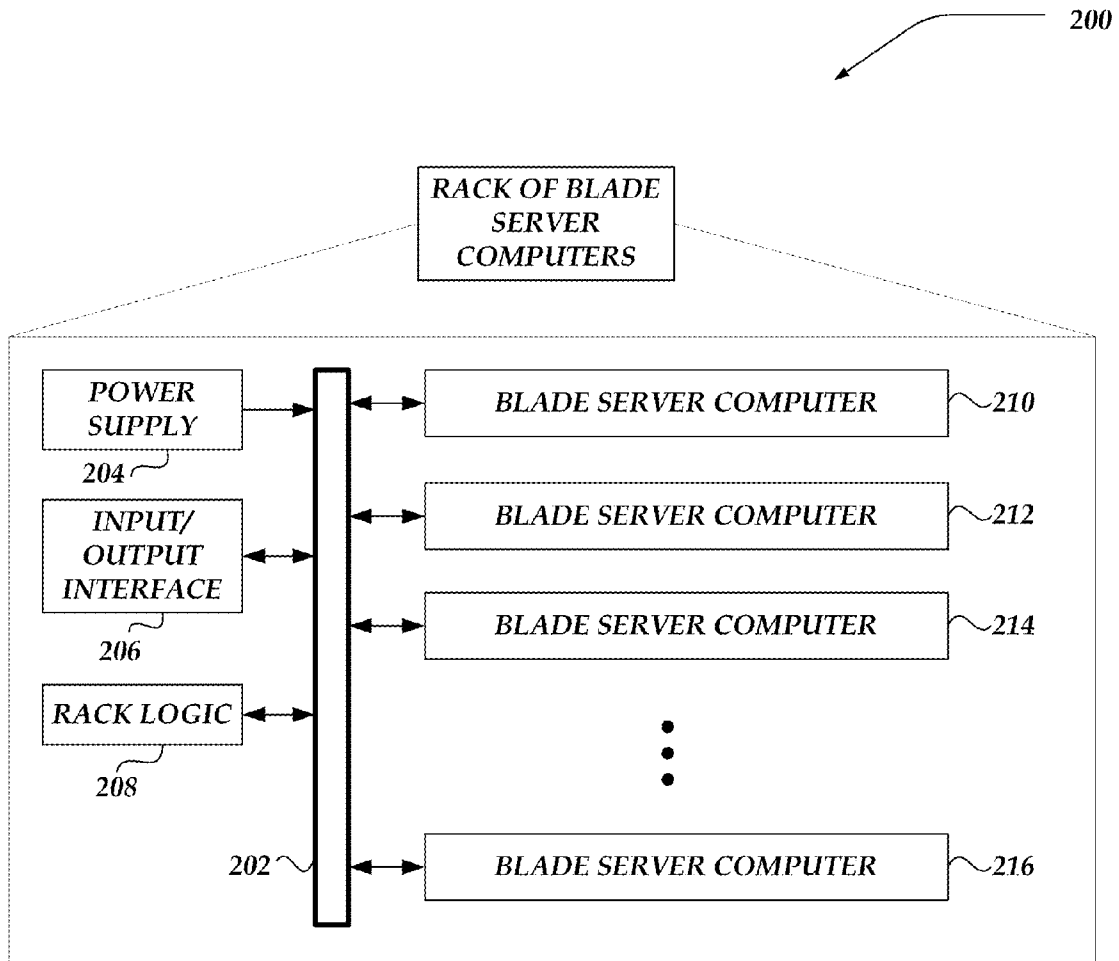 200
RACK OF BLADE
SERVER
COMPUTERS
POWER
SUPPLY
204
INPUT/
OUTPUT
INTERFACE
206
RACK LOGIC
208
202
BLADE SERVER COMPUTER
210
BLADE SERVER COMPUTER
212
BLADE SERVER COMPUTER
214
BLADE SERVER COMPUTER
216